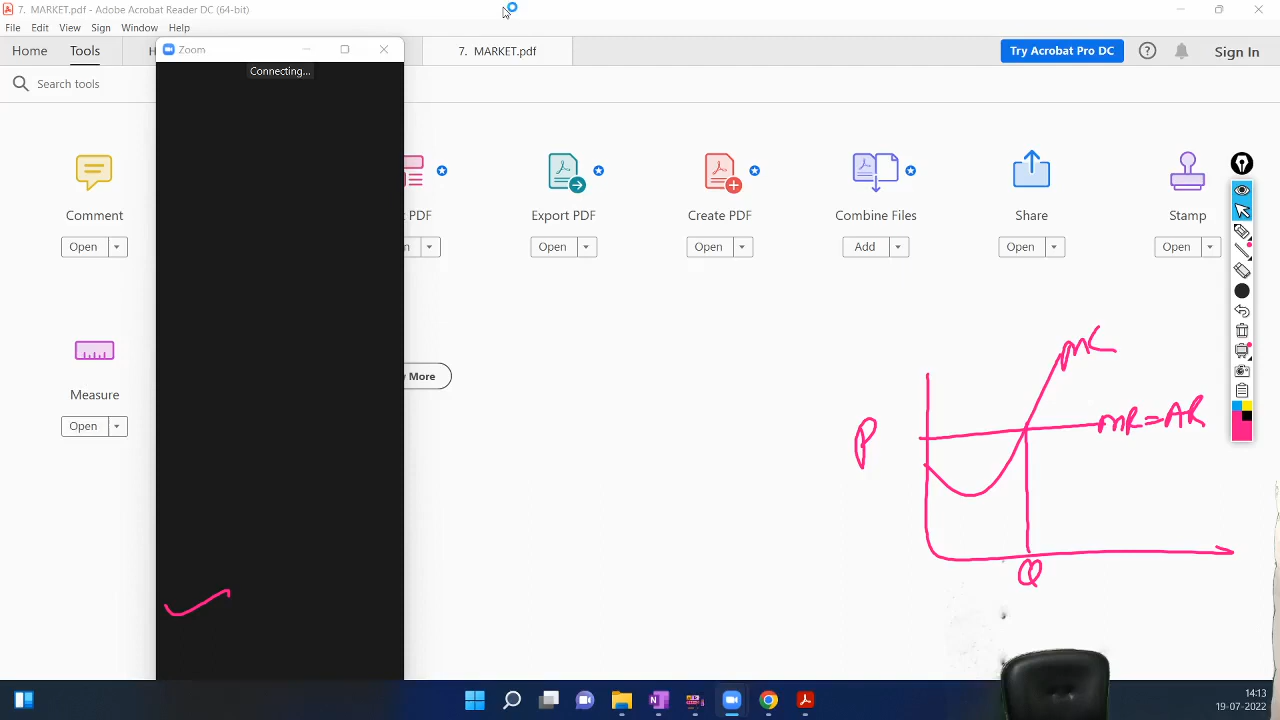 7. MARKET.pdf - Adobe Acrobat Reader DC (64-bit)
File Edit View Sign Window Help
Home Tools H 7. MARKET.pdf Try Acrobat Pro DC Sign In
Zoom
Connecting...
Search tools
Comment PDF Export PDF Create PDF Combine Files Share Stamp
Open n Open Open Add Open Open
Measure
Open
w More
MC
P MR=AR
Q
14:13
19-07-2022